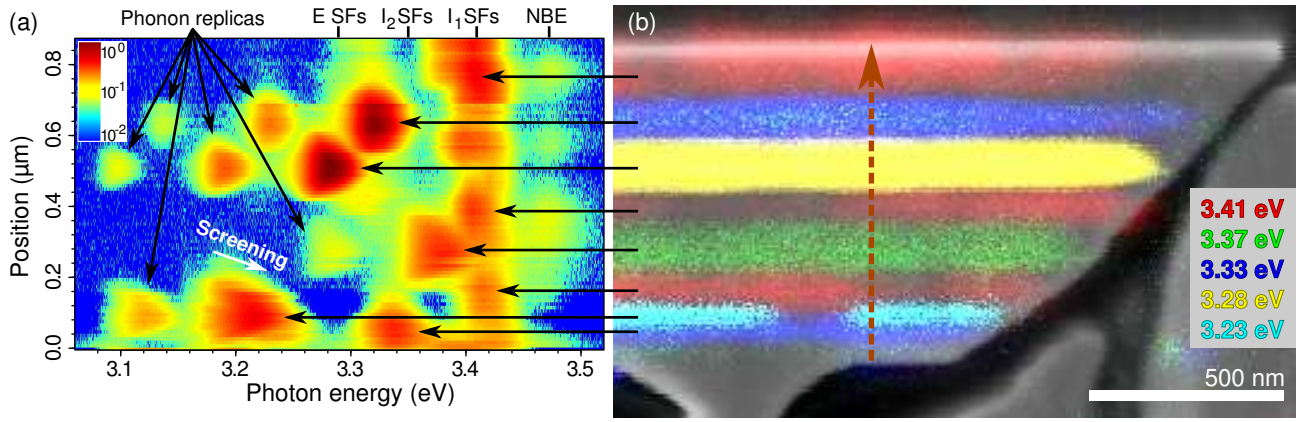 (a)
Phonon replicas
E SFs
I₂SFs
I₁SFs
NBE
10⁰
10⁻¹
10⁻²
Screening
0.8
0.6
0.4
0.2
0.0
Position (µm)
3.1
3.2
3.3
3.4
3.5
Photon energy (eV)
(b)
3.41 eV
3.37 eV
3.33 eV
3.28 eV
3.23 eV
500 nm